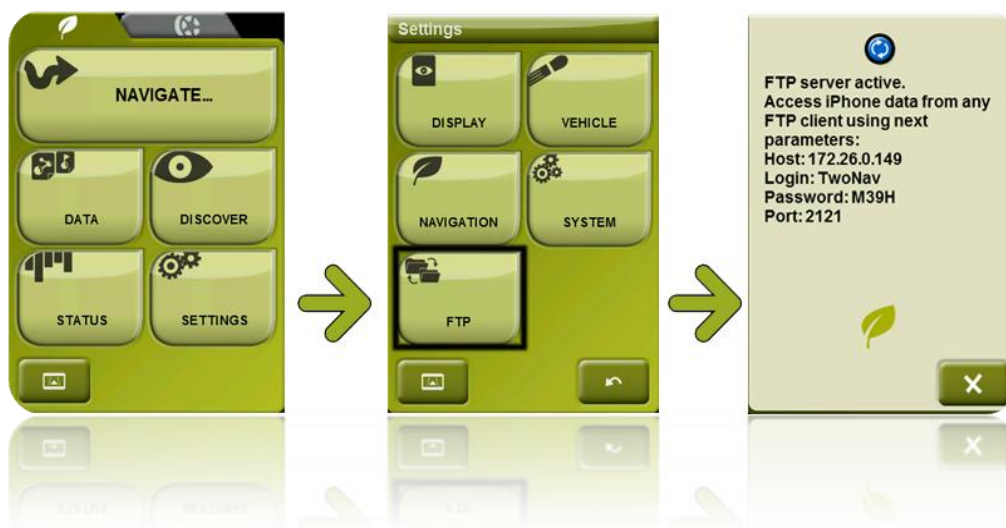 NAVIGATE...
DATA
DISCOVER
STATUS
SETTINGS
Settings
DISPLAY
VEHICLE
NAVIGATION
SYSTEM
FTP
FTP server active.
Access iPhone data from any
FTP client using next
parameters:
Host: 172.26.0.149
Login: TwoNav
Password: M39H
Port: 2121